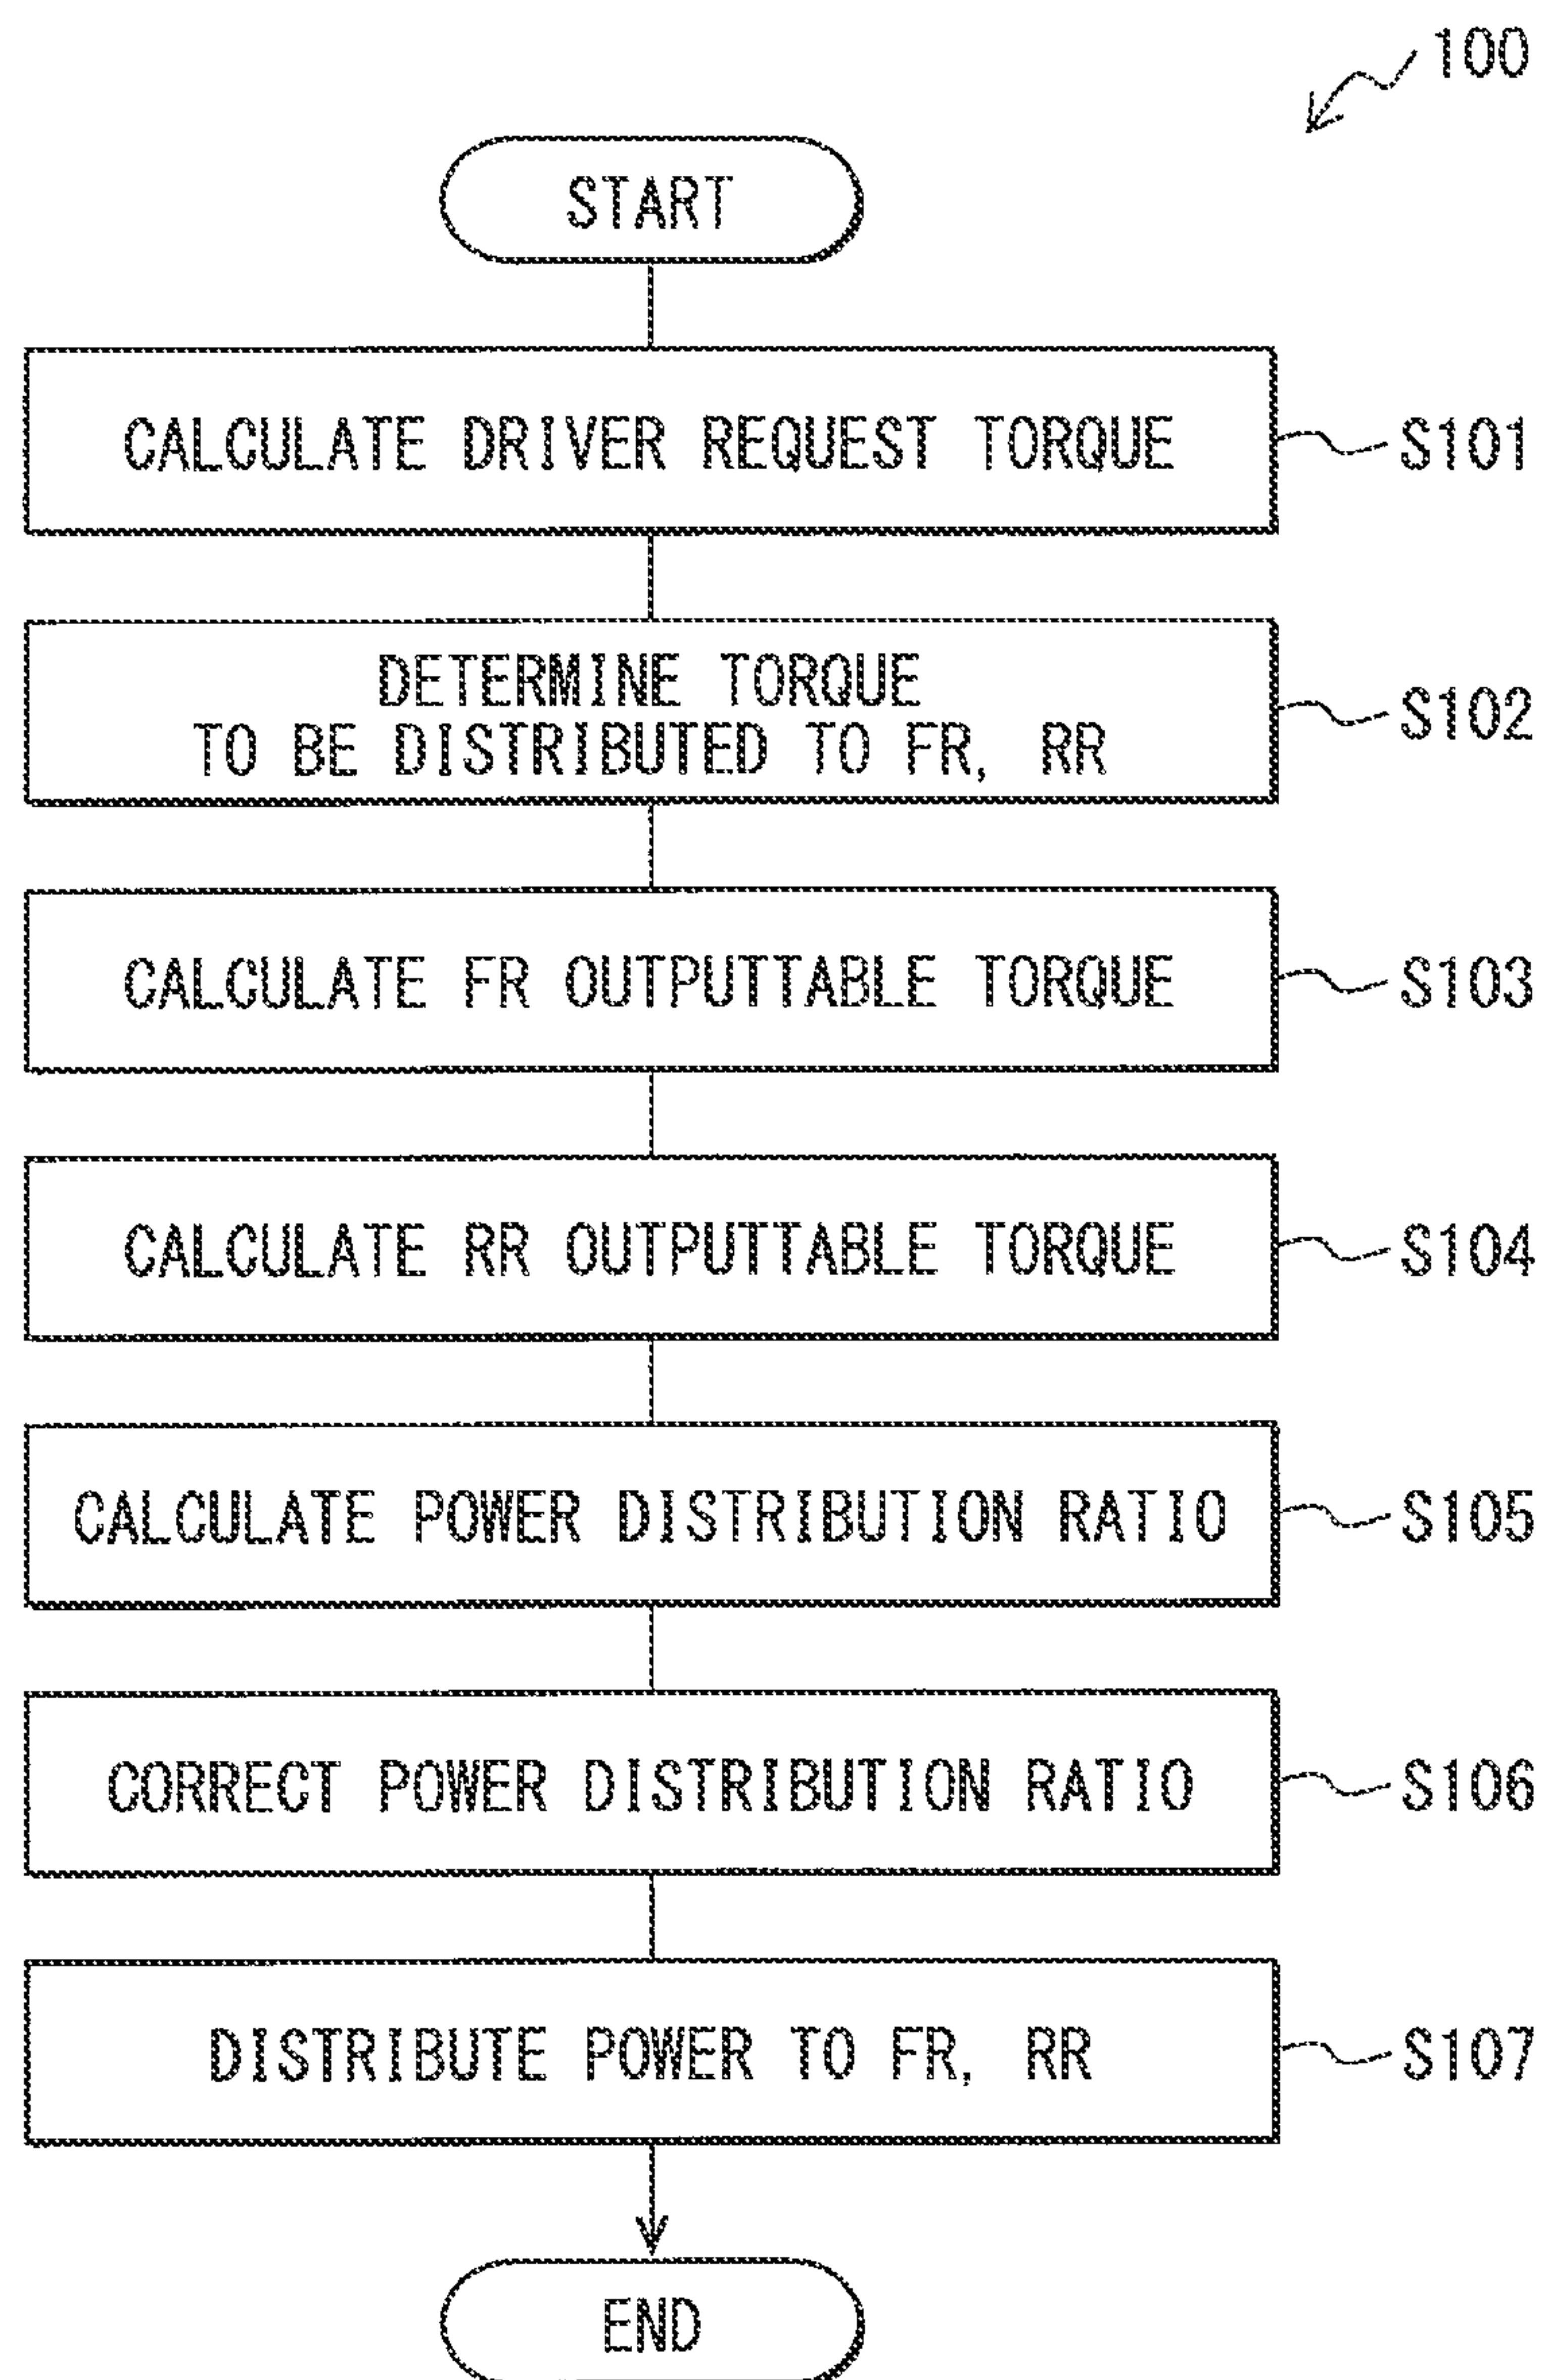 100
START
CALCULATE DRIVER REQUEST TORQUE
S101
DETERMINE TORQUE
TO BE DISTRIBUTED TO FR, RR
S102
CALCULATE FR OUTPUTTABLE TORQUE
S103
CALCULATE RR OUTPUTTABLE TORQUE
S104
CALCULATE POWER DISTRIBUTION RATIO
S105
CORRECT POWER DISTRIBUTION RATIO
S106
DISTRIBUTE POWER TO FR, RR
S107
END